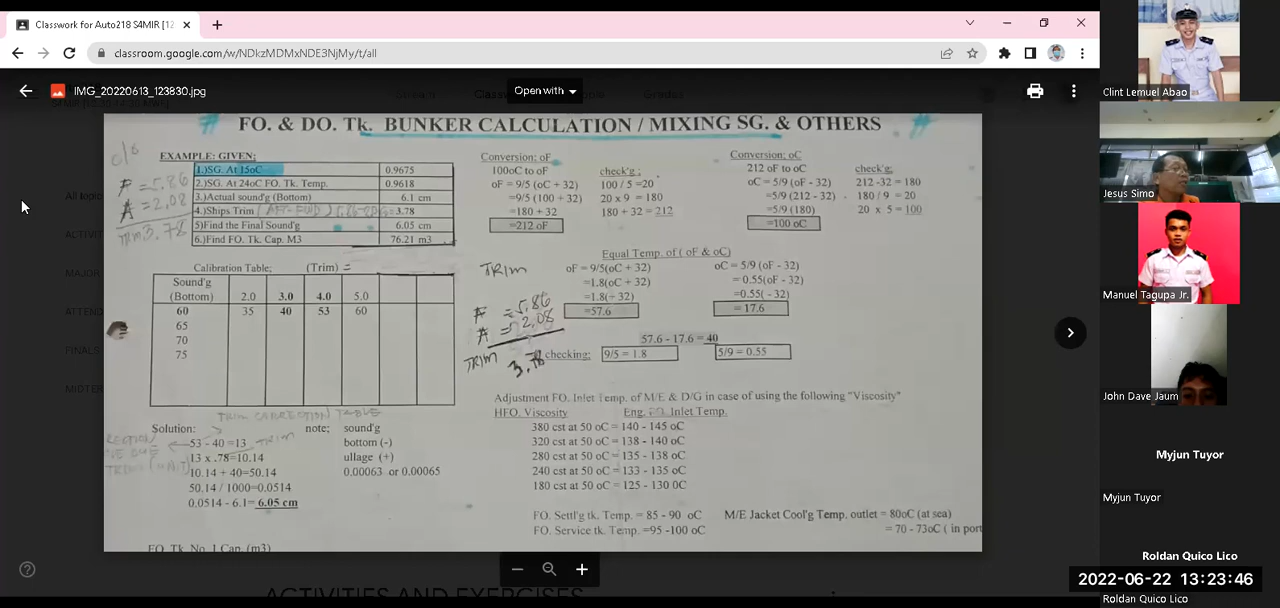 Classwork for Auto218 S4MIR [12
classroom.google.com/w/NDkzMDMxNDE3NjMy/t/all
IMG_20220613_123830.jpg
Open with
FO. & DO. Tk. BUNKER CALCULATION / MIXING SG. & OTHERS
c/s
F = 5.86
A = 2.08
TRIM 3.78
EXAMPLE: GIVEN;
1.)SG. At 15oC 0.9675
2.)SG. At 24oC FO. Tk. Temp. 0.9618
3.)Actual sound'g (Bottom) 6.1 cm
4.)Ships Trim 3.78
5)Find the Final Sound'g 6.05 cm
6.)Find FO. Tk. Cap. M3 76.21 m3
Conversion: oF
100oC to oF
oF = 9/5 (oC + 32)
=9/5 (100 + 32)
=180 + 32
=212 oF
check'g :
100 / 5 =20
20 x 9 = 180
180 + 32 = 212
Conversion: oC
212 oF to oC
oC = 5/9 (oF - 32)
=5/9 (212 - 32)
=5/9 (180)
=100 oC
check'g:
212 -32 = 180
180 / 9 = 20
20 x 5 = 100
Calibration Table; (Trim) =
Sound'g
(Bottom) 2.0 3.0 4.0 5.0
60 35 40 53 60
65
70
75
TRIM
F = 5.86
A = 2.08
TRIM 3.78
Equal Temp. of ( oF & oC)
oF = 9/5(oC + 32)
=1.8(oC + 32)
=1.8(+ 32)
=57.6
oC = 5/9 (oF - 32)
= 0.55(oF - 32)
=0.55( - 32)
= 17.6
57.6 - 17.6 = 40
checking: 9/5 = 1.8 5/9 = 0.55
TRIM CORRECTION TABLE
Solution: note; sound'g
53 - 40 =13 TRIM bottom (-)
13 x .78=10.14 ullage (+)
10.14 + 40=50.14 0.00063 or 0.00065
50.14 / 1000=0.0514
0.0514 - 6.1= 6.05 cm
FO. Tk No. 1 Cap. (m3)
Adjustment FO. Inlet Temp. of M/E & D/G in case of using the following "Viscosity"
HFO. Viscosity Eng. FO. Inlet Temp.
380 cst at 50 oC = 140 - 145 oC
320 cst at 50 oC = 138 - 140 oC
280 cst at 50 oC = 135 - 138 oC
240 cst at 50 oC = 133 - 135 oC
180 cst at 50 oC = 125 - 130 0C
FO. Settl'g tk. Temp. = 85 - 90 oC M/E Jacket Cool'g Temp. outlet = 80oC (at sea)
FO. Service tk. Temp. =95 -100 oC = 70 - 73oC ( in port
ACTIVITIES AND EXERCISES
Clint Lemuel Abao
Jesus Simo
Manuel Tagupa Jr.
John Dave Jaum
Myjun Tuyor
Myjun Tuyor
Roldan Quico Lico
2022-06-22 13:23:46
Roldan Quico Lico